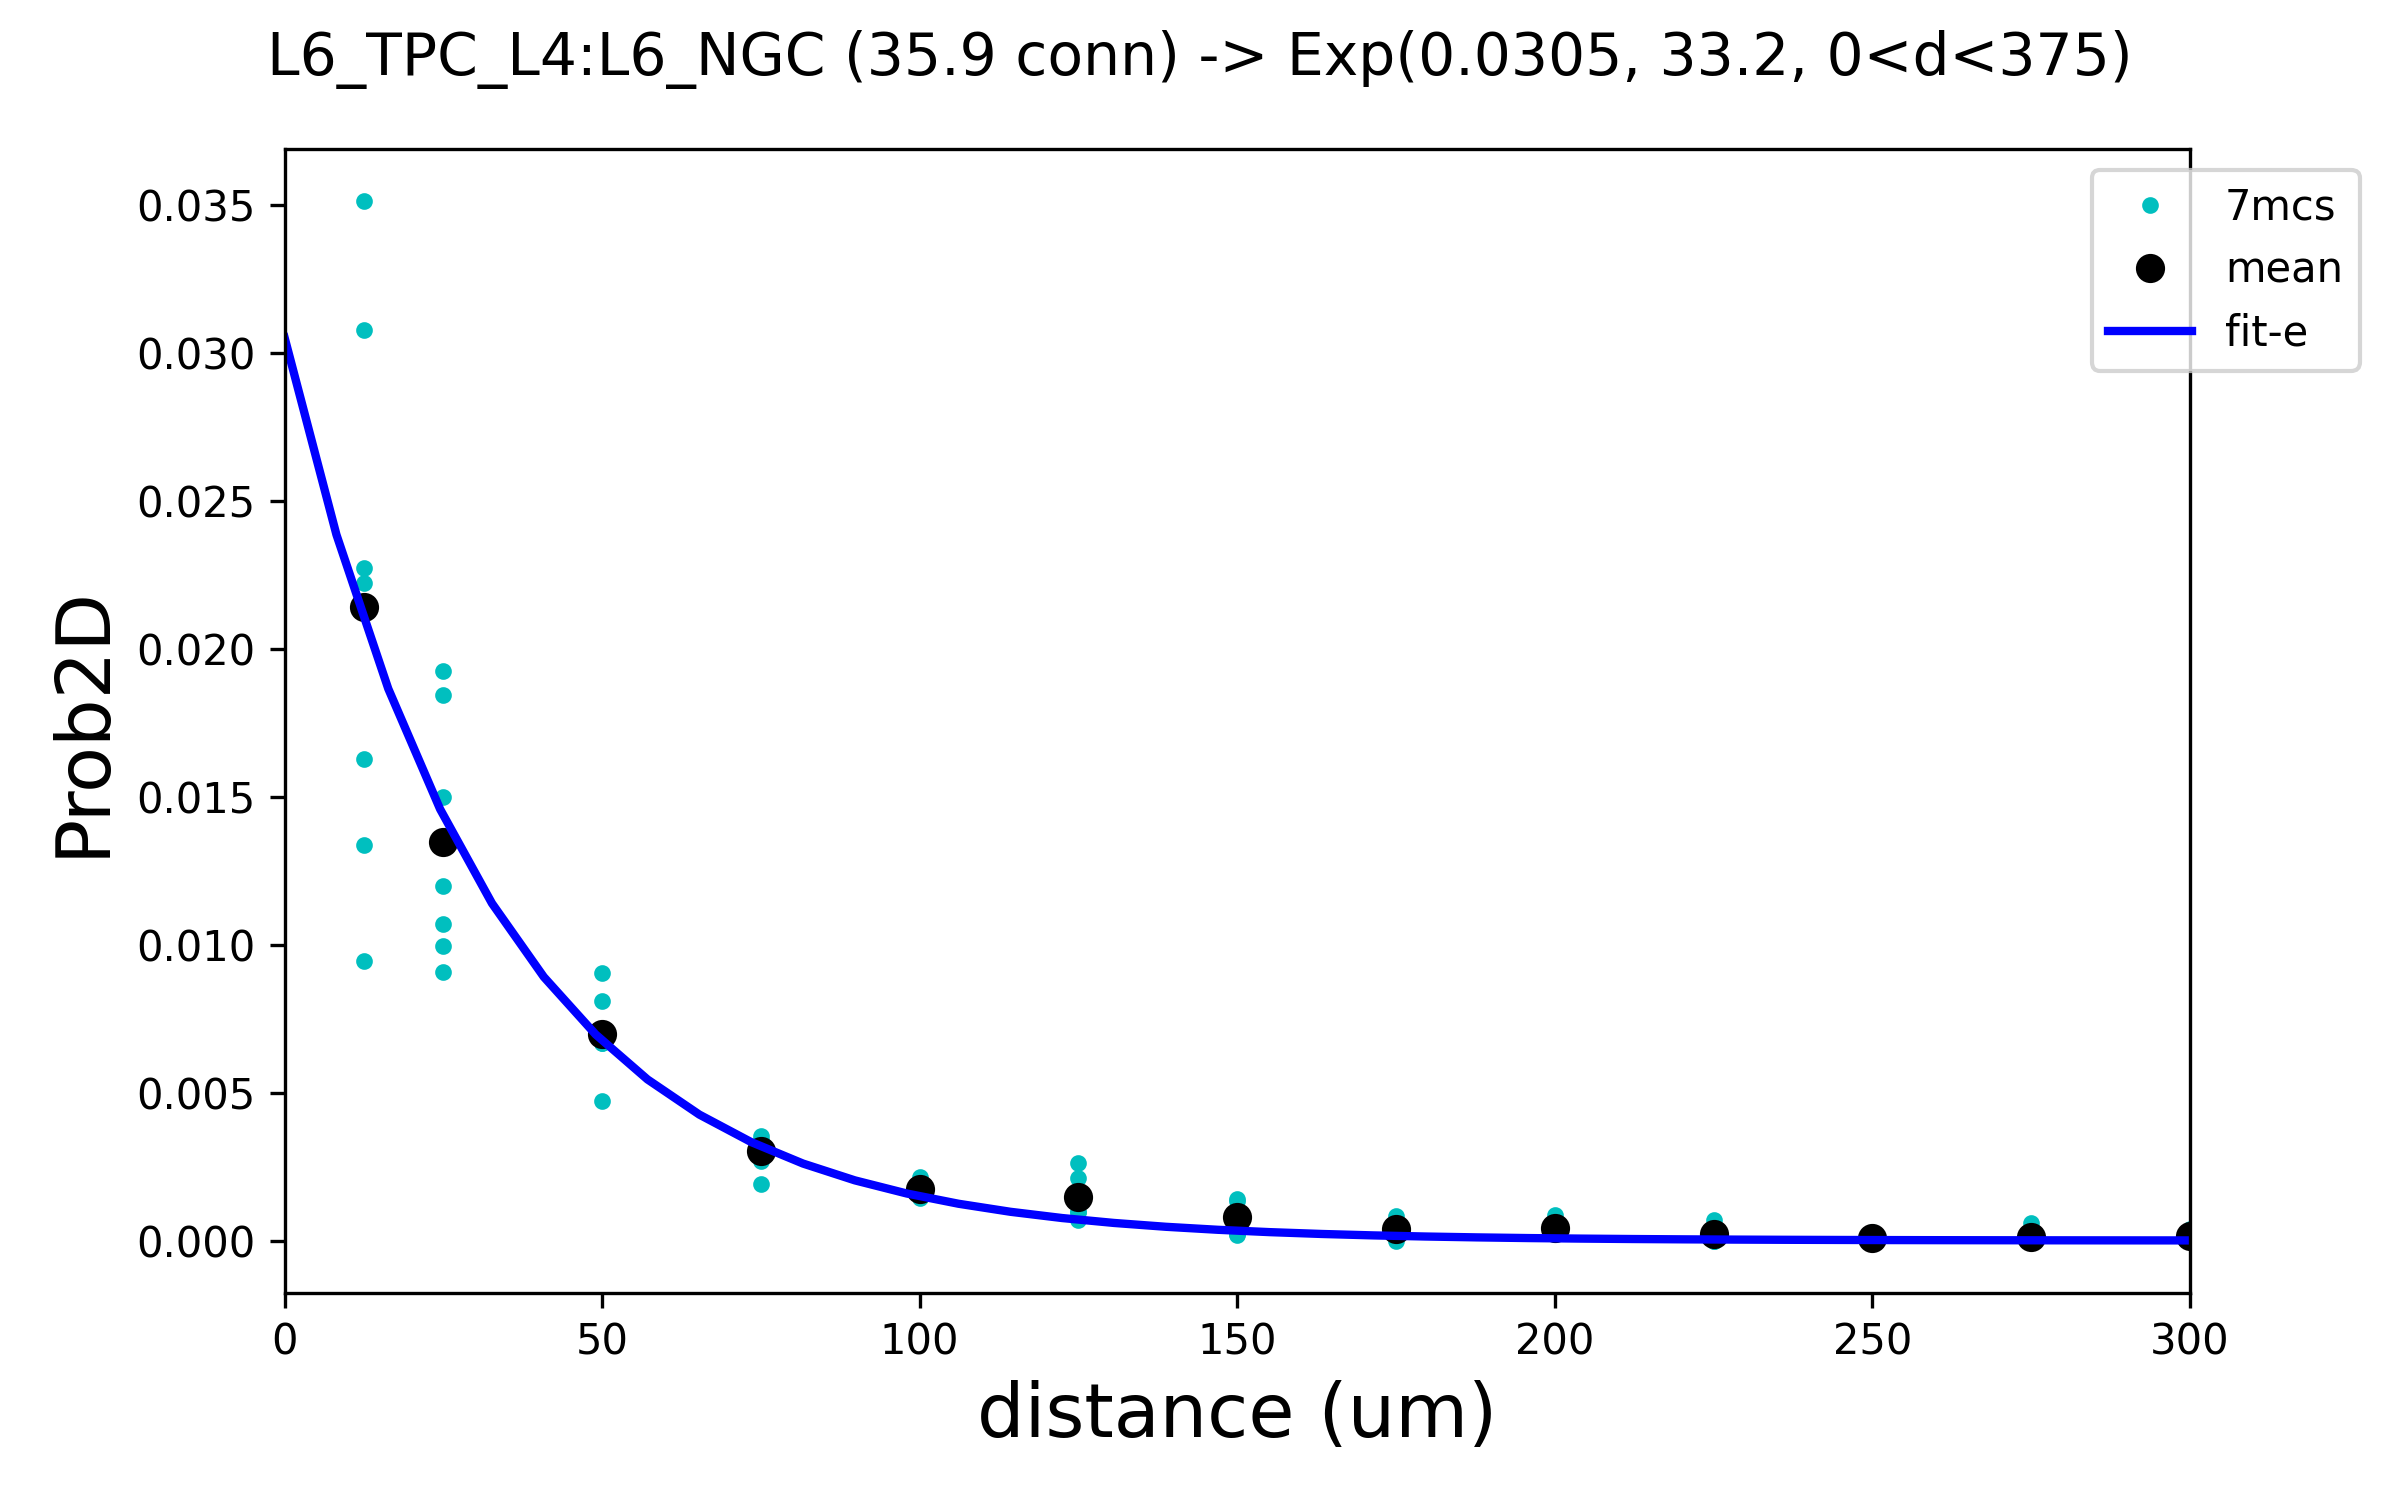 L6_TPC_L4:L6_NGC (35.9 conn) -> Exp(0.0305, 33.2, 0<d<375)
7mcs
mean
fit-e
Prob2D
0.035
0.030
0.025
0.020
0.015
0.010
0.005
0.000
0 50 100 150 200 250 300
distance (um)